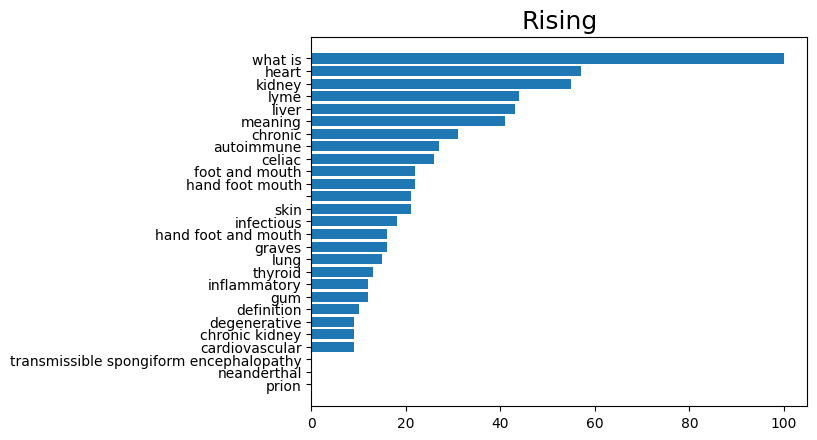 Rising
what is
heart
kidney
lyme
liver
meaning
chronic
autoimmune
celiac
foot and mouth
hand foot mouth
skin
infectious
hand foot and mouth
graves
lung
thyroid
inflammatory
gum
definition
degenerative
chronic kidney
cardiovascular
transmissible spongiform encephalopathy
neanderthal
prion
0 20 40 60 80 100